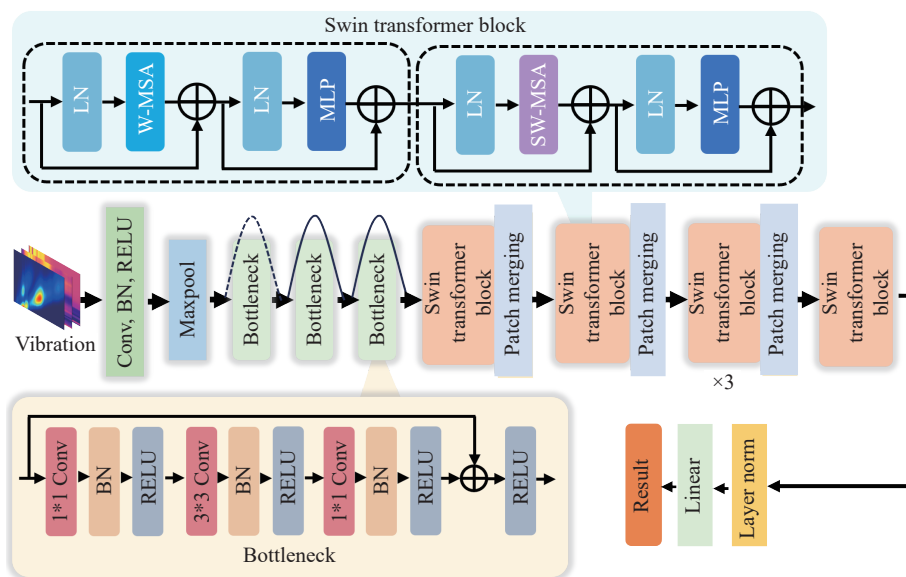 Swin transformer block
LN
W-MSA
LN
MLP
LN
SW-MSA
LN
MLP
Vibration
Conv, BN, RELU
Maxpool
Bottleneck
Bottleneck
Bottleneck
Swin
transformer
block
Patch merging
Swin
transformer
block
Patch merging
Swin
transformer
block
Patch merging
×3
Swin
transformer
block
1*1 Conv
BN
RELU
3*3 Conv
BN
RELU
1*1 Conv
BN
RELU
RELU
Bottleneck
Result
Linear
Layer norm